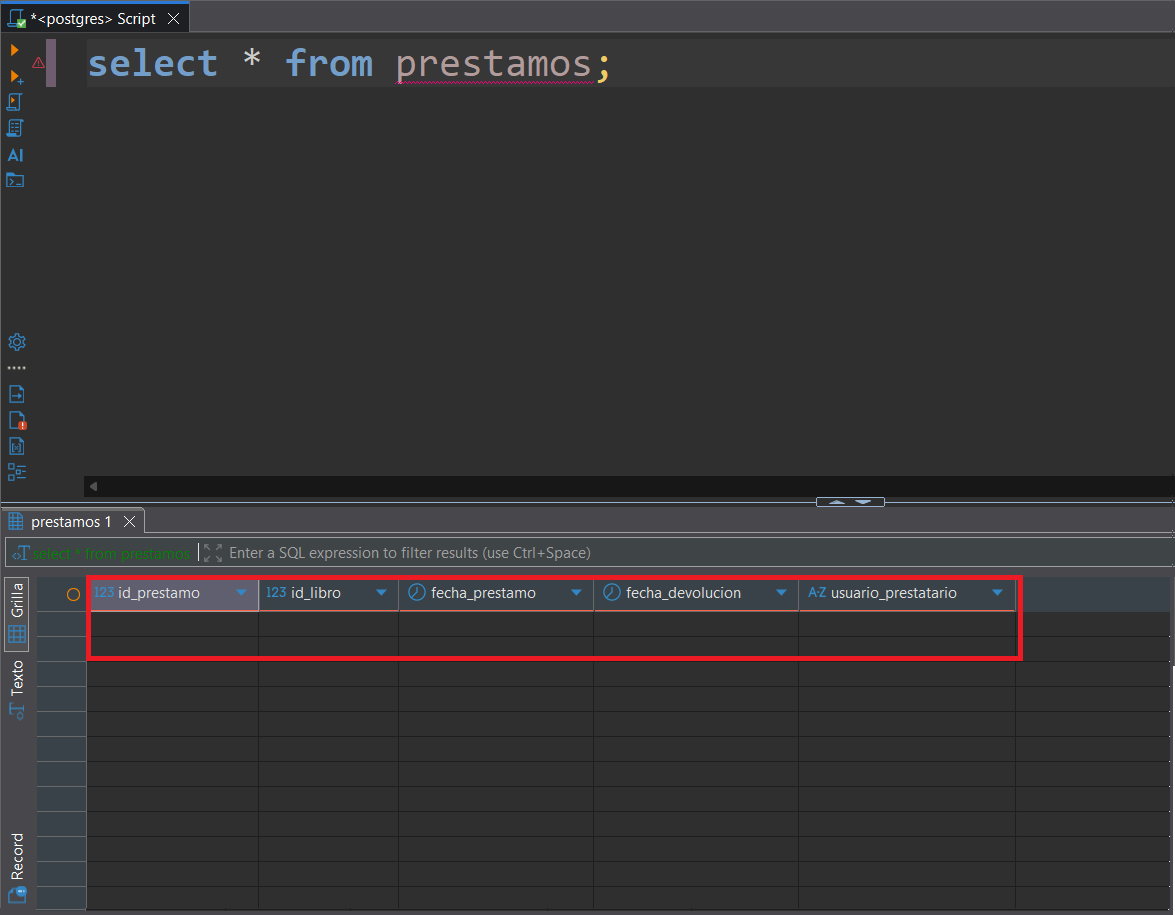 *<postgres> Script
select * from prestamos;
AI
prestamos 1
select * from prestamos
Enter a SQL expression to filter results (use Ctrl+Space)
Grilla
123 id_prestamo
123 id_libro
fecha_prestamo
fecha_devolucion
A-Z usuario_prestatario
Texto
Record